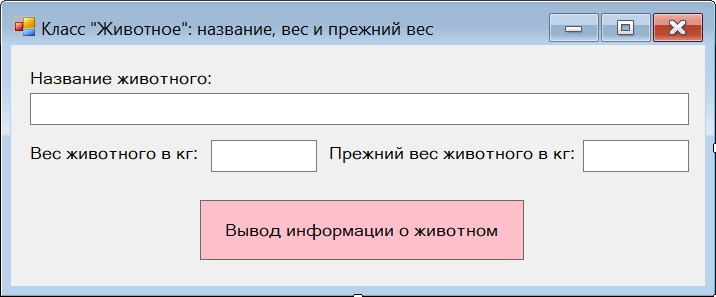 Класс "Животное": название, вес и прежний вес
Название животного:
Вес животного в кг: Прежний вес животного в кг:
Вывод информации о животном